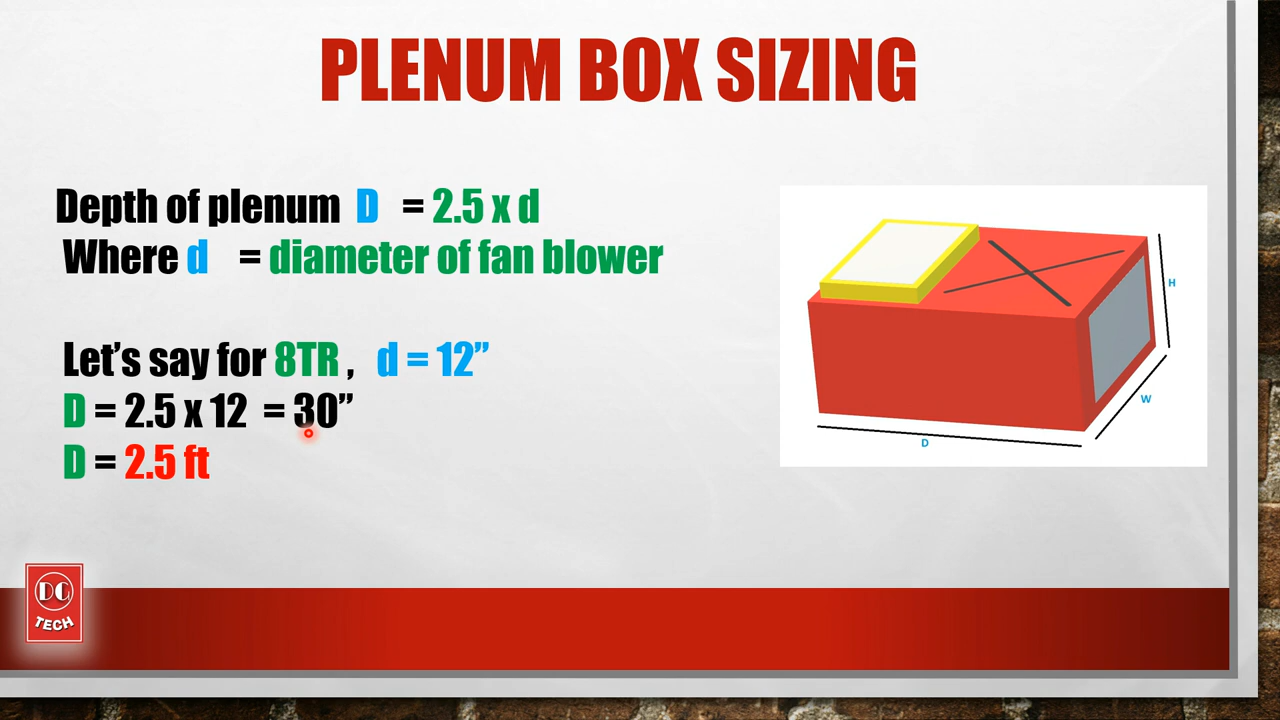 PLENUM BOX SIZING
Depth of plenum D = 2.5 x d
Where d = diameter of fan blower
Let’s say for 8TR , d = 12”
D = 2.5 x 12 = 30”
D = 2.5 ft
H
W
D
DC
TECH